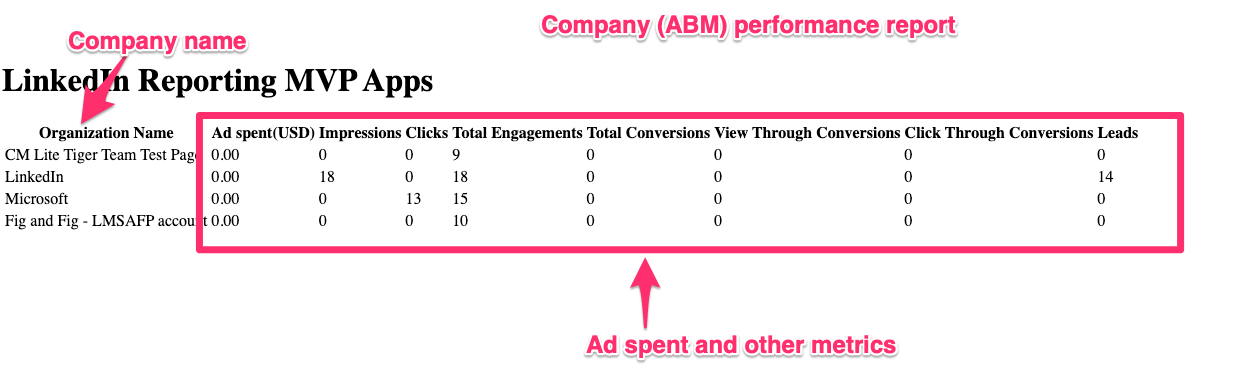 Company (ABM) performance report
Company name
LinkedIn Reporting MVP Apps
Organization Name Ad spent(USD) Impressions Clicks Total Engagements Total Conversions View Through Conversions Click Through Conversions Leads
CM Lite Tiger Team Test Pag 0.00 0 0 9 0 0 0 0
LinkedIn 0.00 18 0 18 0 0 0 14
Microsoft 0.00 0 13 15 0 0 0 0
Fig and Fig - LMSAFP account 0.00 0 0 10 0 0 0 0
Ad spent and other metrics